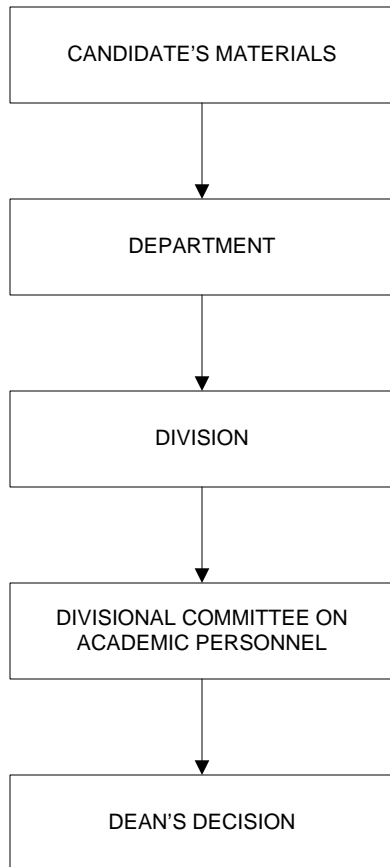 CANDIDATE’S MATERIALS
DEPARTMENT
DIVISION
DIVISIONAL COMMITTEE ON
ACADEMIC PERSONNEL
DEAN’S DECISION